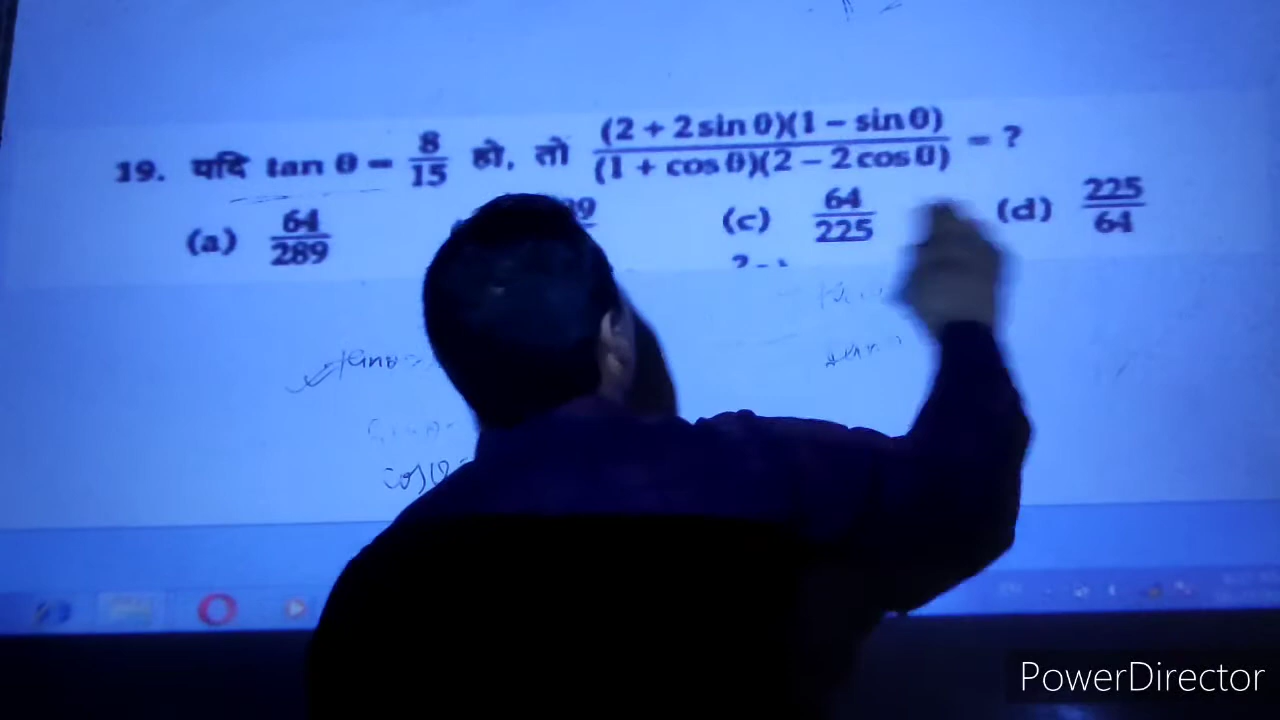 19. यदि tan θ = 8/15 हो, तो (2 + 2 sin θ)(1 − sin θ)/(1 + cos θ)(2 − 2 cos θ) = ?
(a) 64/289 (c) 64/225 (d) 225/64
cosθ
PowerDirector